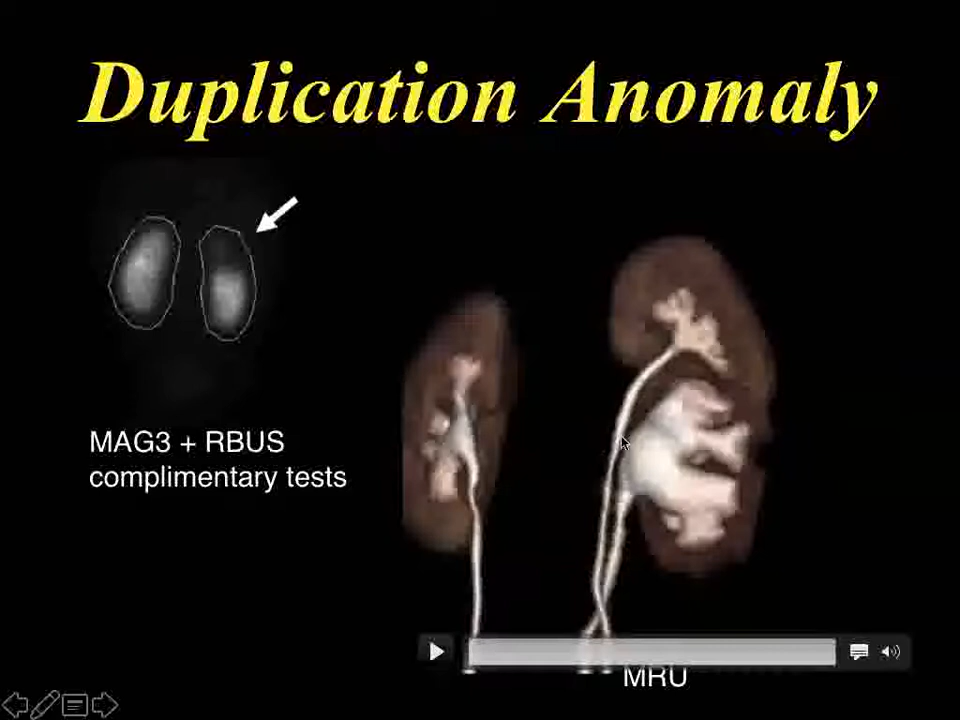 Duplication Anomaly
MAG3 + RBUS
complimentary tests
MRU